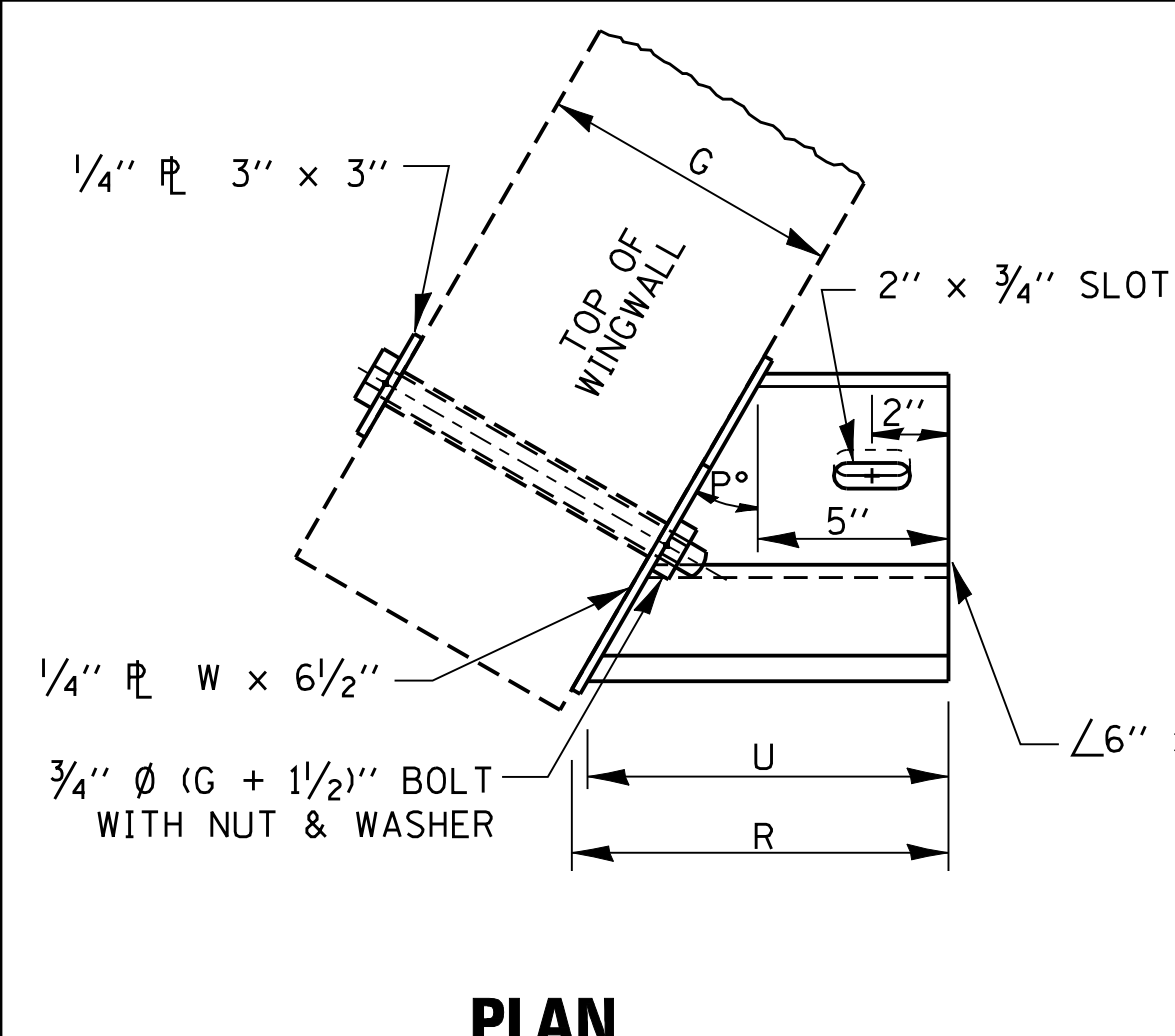 G
1/4" ℙL 3" x 3"
TOP OF
WINGWALL
2" x 3/4" SLOT
2"
P°
5"
1/4" ℙL W x 6 1/2"
∠6"
U
3/4" Ø (G + 1 1/2)" BOLT
WITH NUT & WASHER
R
PLAN